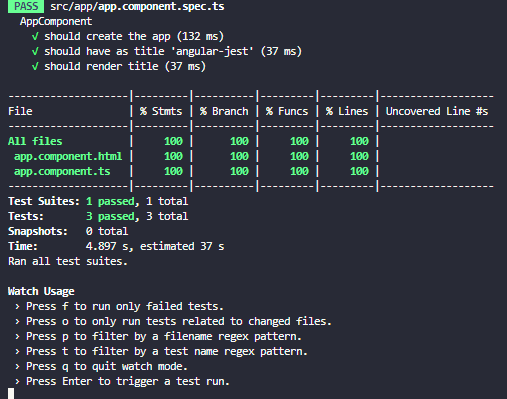 PASS src/app/app.component.spec.ts
AppComponent
√ should create the app (132 ms)
√ should have as title 'angular-jest' (37 ms)
√ should render title (37 ms)
--------------------|---------|----------|---------|---------|-------------------
File                | % Stmts | % Branch | % Funcs | % Lines | Uncovered Line #s
--------------------|---------|----------|---------|---------|-------------------
All files           |     100 |      100 |     100 |     100 |
 app.component.html |     100 |      100 |     100 |     100 |
 app.component.ts   |     100 |      100 |     100 |     100 |
--------------------|---------|----------|---------|---------|-------------------
Test Suites: 1 passed, 1 total
Tests:       3 passed, 3 total
Snapshots:   0 total
Time:        4.897 s, estimated 37 s
Ran all test suites.
Watch Usage
› Press f to run only failed tests.
› Press o to only run tests related to changed files.
› Press p to filter by a filename regex pattern.
› Press t to filter by a test name regex pattern.
› Press q to quit watch mode.
› Press Enter to trigger a test run.